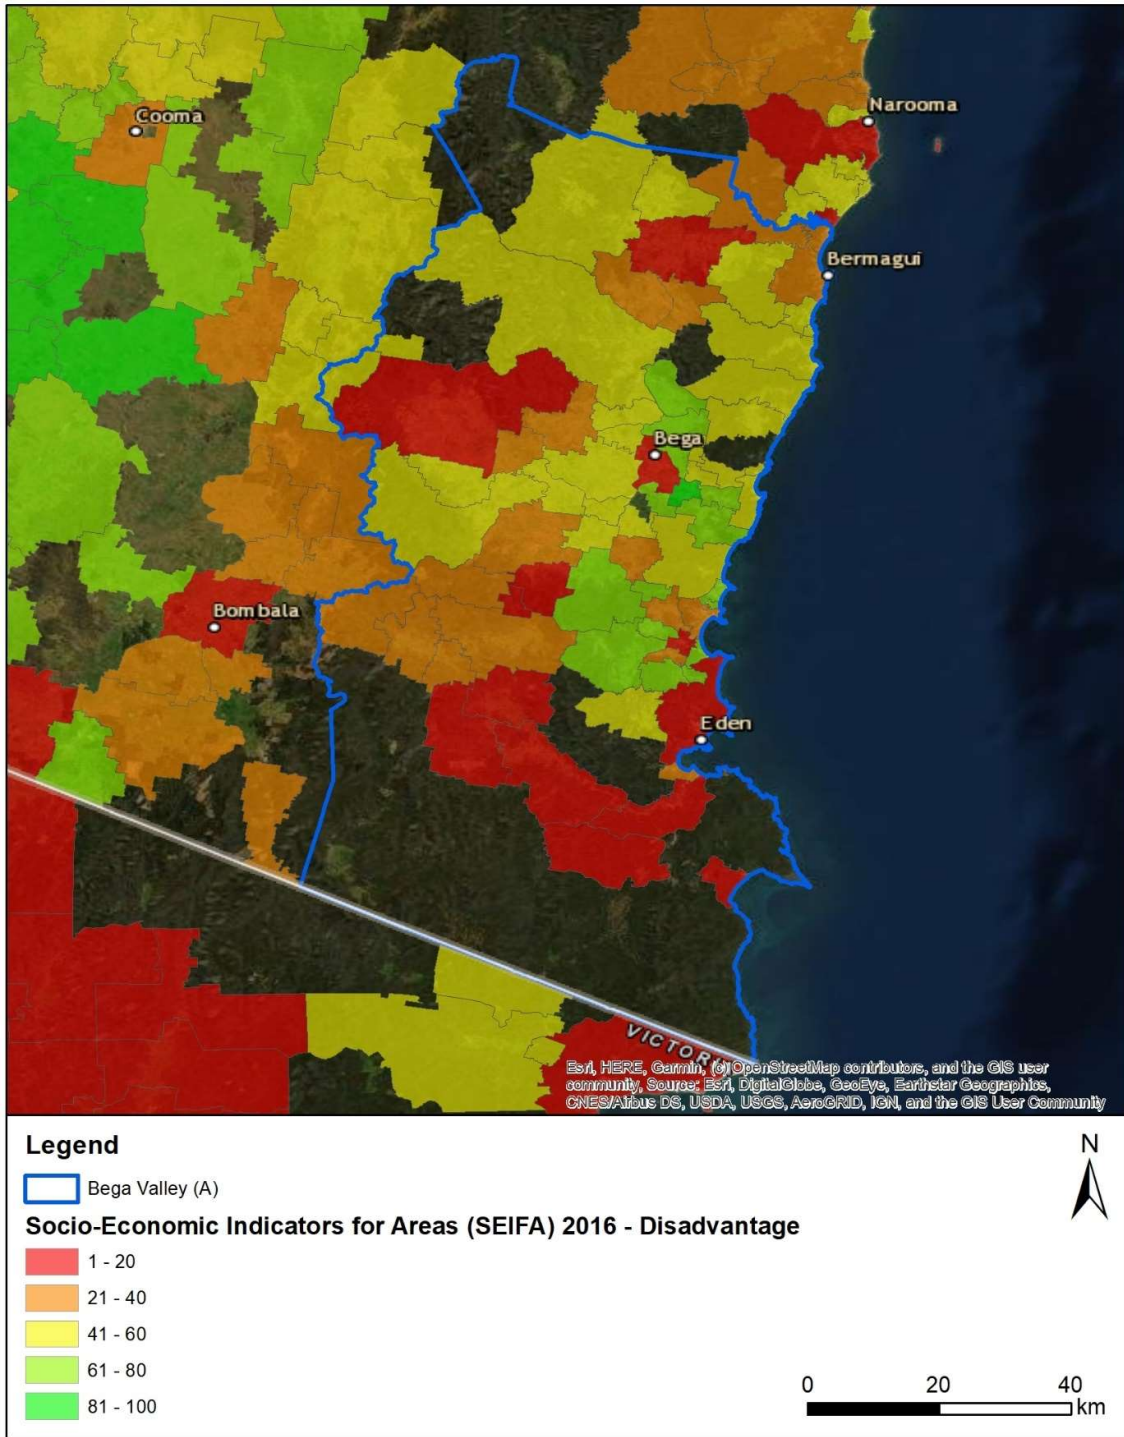 Cooma
Narooma
Bermagui
Bega
Bombala
Eden
VICTORIA
Esri, HERE, Garmin, (c) OpenStreetMap contributors, and the GIS user
community, Source: Esri, DigitalGlobe, GeoEye, Earthstar Geographics,
CNES/Airbus DS, USDA, USGS, AeroGRID, IGN, and the GIS User Community
Legend
N
Bega Valley (A)
Socio-Economic Indicators for Areas (SEIFA) 2016 - Disadvantage
1 - 20
21 - 40
41 - 60
61 - 80
81 - 100
0 20 40
km